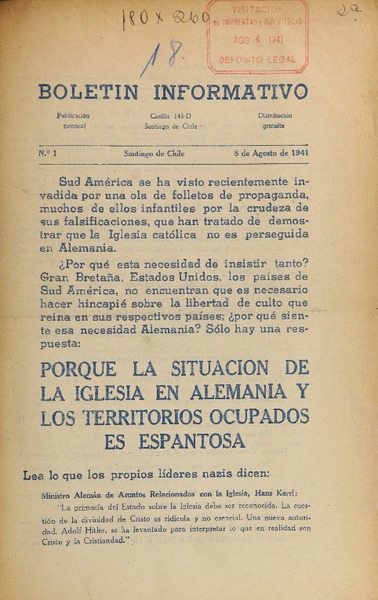 180 x 260
2a
18.
VISITACION
de IMPRENTAS y BIBLIOTECAS
AGO 4 1941
DEPÓSITO LEGAL
BOLETIN INFORMATIVO
Publicación semanal
Casilla 148-D Santiago de Chile
Distribución gratuita
N.º 1 Santiago de Chile 8 de Agosto de 1941
Sud América se ha visto recientemente in-
vadida por una ola de folletos de propaganda,
muchos de ellos infantiles por la crudeza de
sus falsificaciones, que han tratado de demos-
trar que la Iglesia católica no es perseguida
en Alemania.
¿Por qué esta necesidad de insistir tanto?
Gran Bretaña, Estados Unidos, los países de
Sud América, no encuentran que es necesario
hacer hincapié sobre la libertad de culto que
reina en sus respectivos países; ¿por qué sien-
te esa necesidad Alemania? Sólo hay una res-
puesta:
PORQUE LA SITUACION DE
LA IGLESIA EN ALEMANIA Y
LOS TERRITORIOS OCUPADOS
ES ESPANTOSA
Lea lo que los propios líderes nazis dicen:
Ministro Alemán de Asuntos Relacionados con la Iglesia, Hans Kerrl:
"La primacía del Estado sobre la Iglesia debe ser reconocida. La cues-
tión de la divinidad de Cristo es ridícula y no esencial. Una nueva autori-
dad, Adolf Hitler, se ha levantado para interpretar lo que en realidad son
Cristo y la Cristiandad."